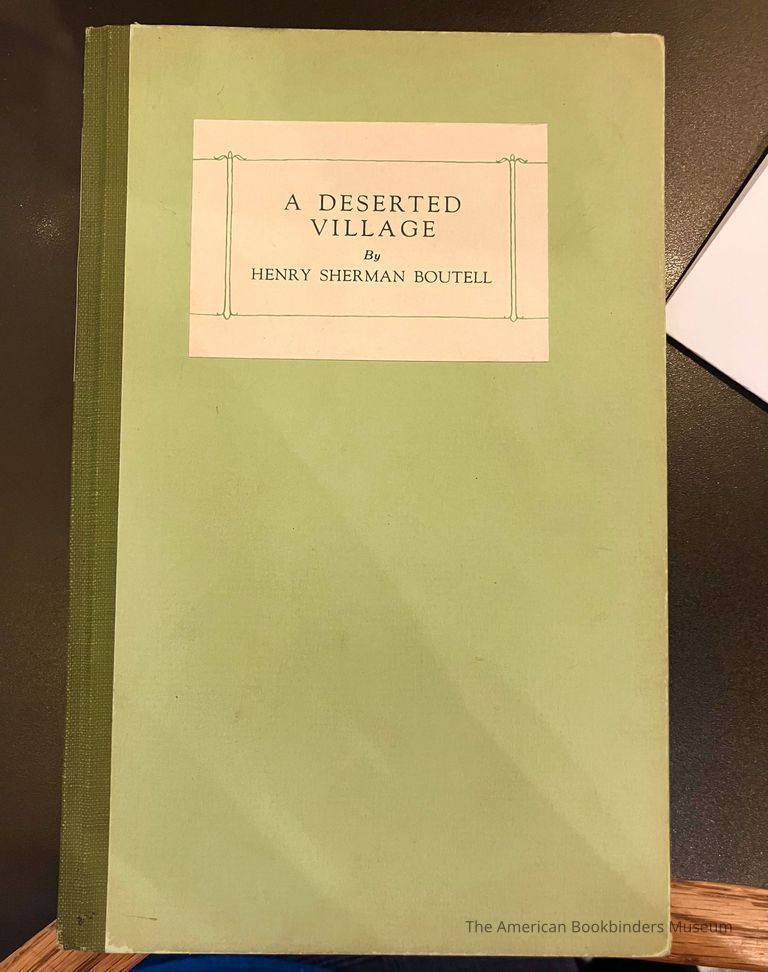 A DESERTED
VILLAGE
By
HENRY SHERMAN BOUTELL
The American Bookbinders Museum